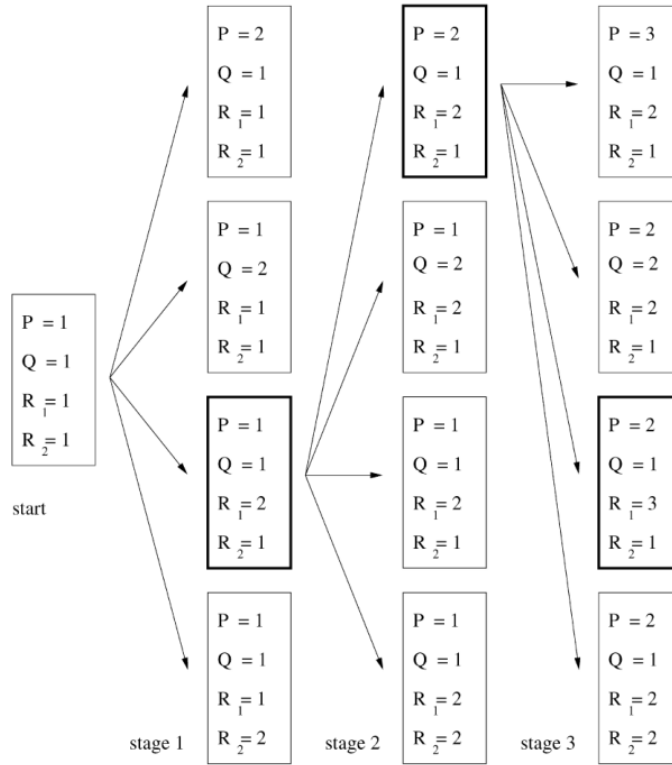 P = 1
Q = 1
R1 = 1
R2 = 1
start
P = 2
Q = 1
R1 = 1
R2 = 1
P = 1
Q = 2
R1 = 1
R2 = 1
P = 1
Q = 1
R1 = 2
R2 = 1
P = 1
Q = 1
R1 = 1
R2 = 2
stage 1
P = 2
Q = 1
R1 = 2
R2 = 1
P = 1
Q = 2
R1 = 2
R2 = 1
P = 1
Q = 1
R1 = 2
R2 = 1
P = 1
Q = 1
R1 = 2
R2 = 2
stage 2
P = 3
Q = 1
R1 = 2
R2 = 1
P = 2
Q = 2
R1 = 2
R2 = 1
P = 2
Q = 1
R1 = 3
R2 = 1
P = 2
Q = 1
R1 = 2
R2 = 2
stage 3